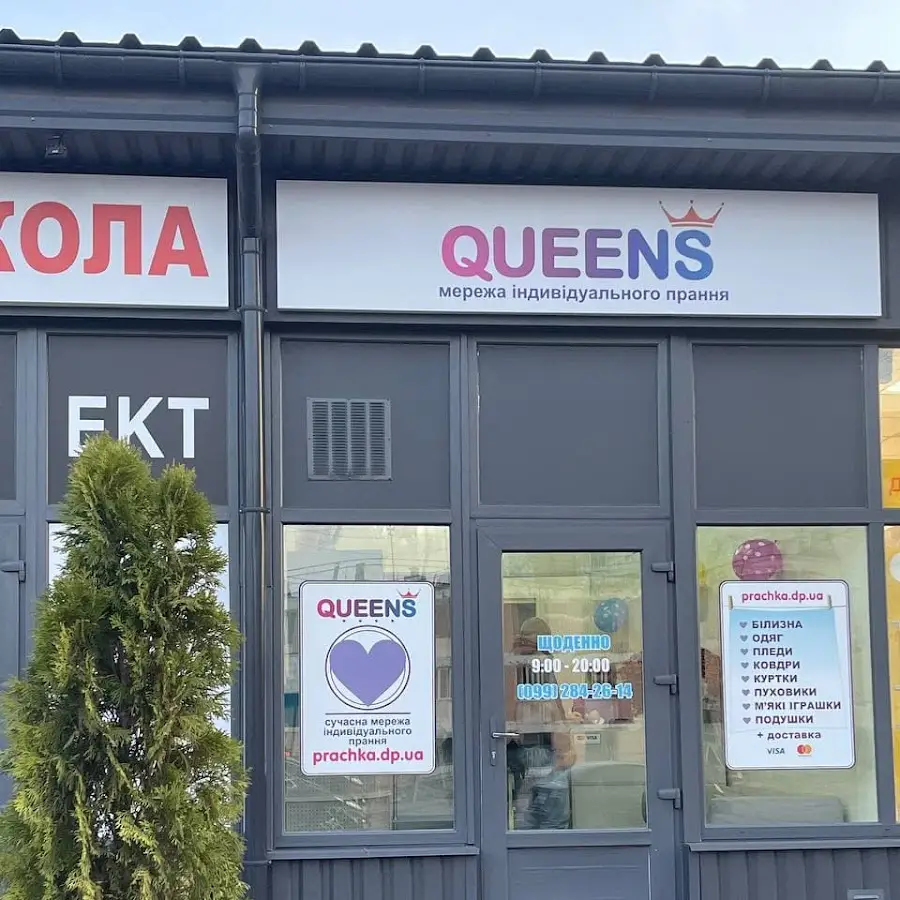 КОЛА
QUEENS
мережа індивідуального прання
ЕКТ
QUEENS
сучасна мережа
індивідуального
прання
prachka.dp.ua
ЩОДЕННО
9:00 - 20:00
(099) 284-26-14
VISA
prachka.dp.ua
БІЛИЗНА
ОДЯГ
ПЛЕДИ
КОВДРИ
КУРТКИ
ПУХОВИКИ
М'ЯКІ ІГРАШКИ
ПОДУШКИ
+ доставка
VISA